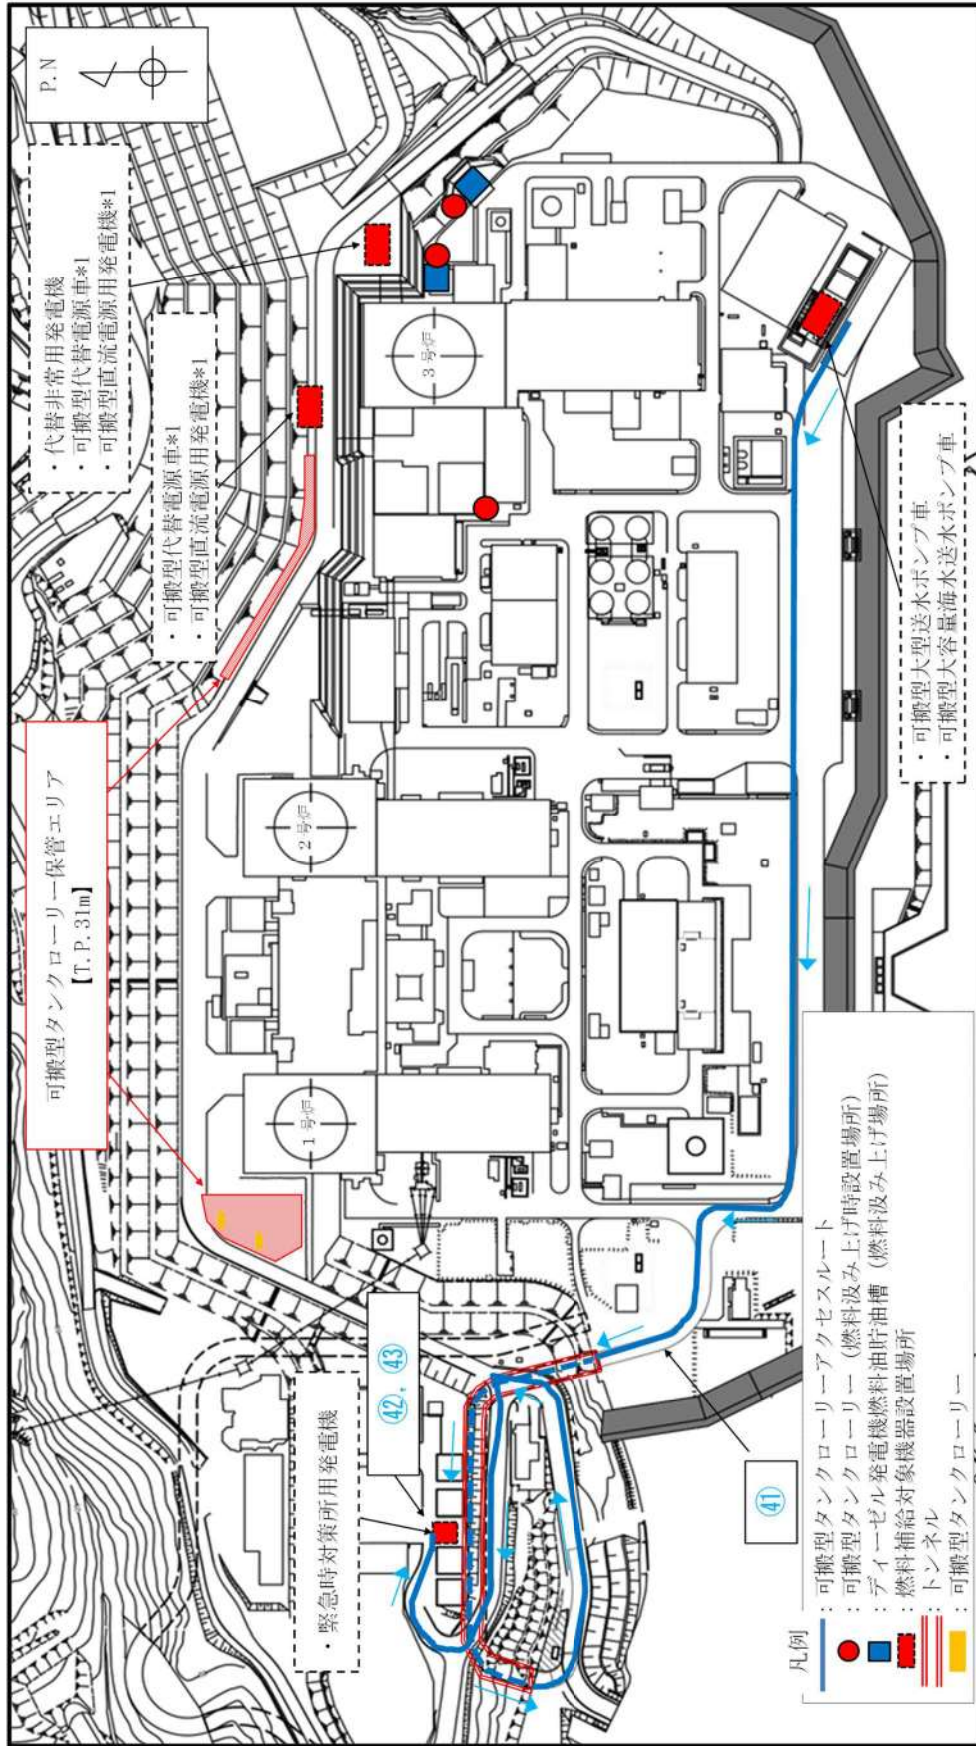 P.N
・代替非常用発電機
・可搬型代替電源車*1
・可搬型直流電源用発電機*1
・可搬型代替電源車*1
・可搬型直流電源用発電機*1
可搬型タンクローリー保管エリア
【T.P.31m】
3号炉
2号炉
1号炉
・緊急時対策所用発電機
㊷, ㊸
㊶
・可搬型大型送水ポンプ車
・可搬型大容量海水送水ポンプ車
凡例
：可搬型タンクローリーアクセスルート
：可搬型タンクローリー（燃料汲み上げ時設置場所）
：ディーゼル発電機燃料油貯油槽（燃料汲み上げ場所）
：燃料補給対象機器設置場所
：トンネル
：可搬型タンクローリー